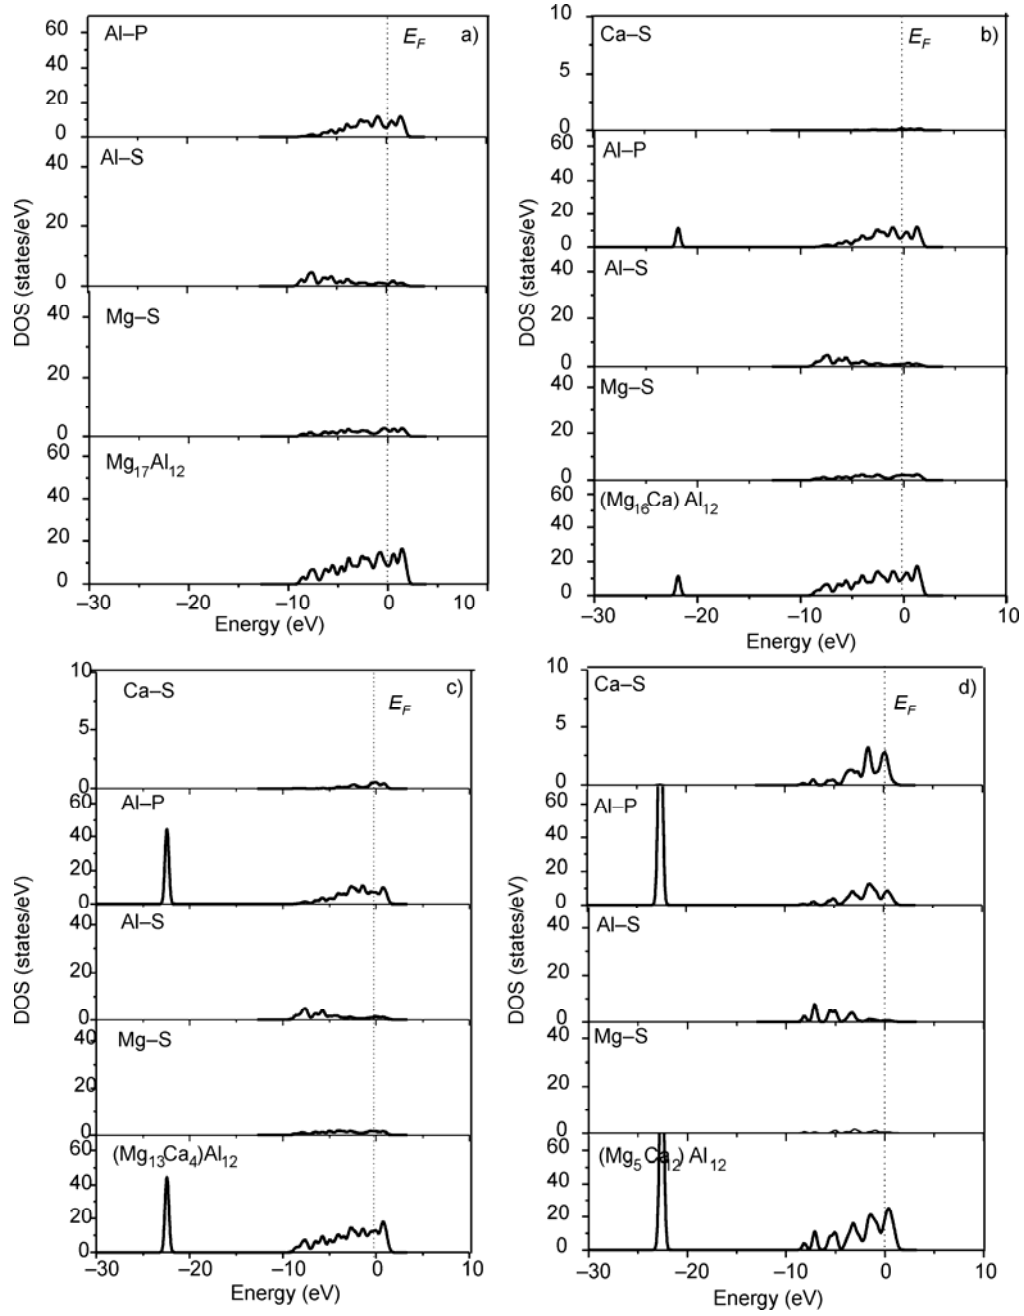 a)
E_F
Al–P
60
40
20
0
Al–S
40
20
0
Mg–S
40
20
0
Mg17Al12
60
40
20
0
DOS (states/eV)
–30 –20 –10 0 10
Energy (eV)
b)
E_F
10
Ca–S
5
0
Al–P
60
40
20
0
Al–S
40
20
0
Mg–S
40
20
0
(Mg16Ca) Al12
60
40
20
0
DOS (states/eV)
–30 –20 –10 0 10
Energy (eV)
c)
E_F
10
Ca–S
5
0
Al–P
60
40
20
0
Al–S
40
20
0
Mg–S
40
20
0
(Mg13Ca4)Al12
60
40
20
0
DOS (states/eV)
–30 –20 –10 0 10
Energy (eV)
d)
E_F
10
Ca–S
5
0
Al–P
60
40
20
0
Al–S
40
20
0
Mg–S
40
20
0
(Mg5Ca12) Al12
60
40
20
0
DOS (states/eV)
–30 –20 –10 0 10
Energy (eV)